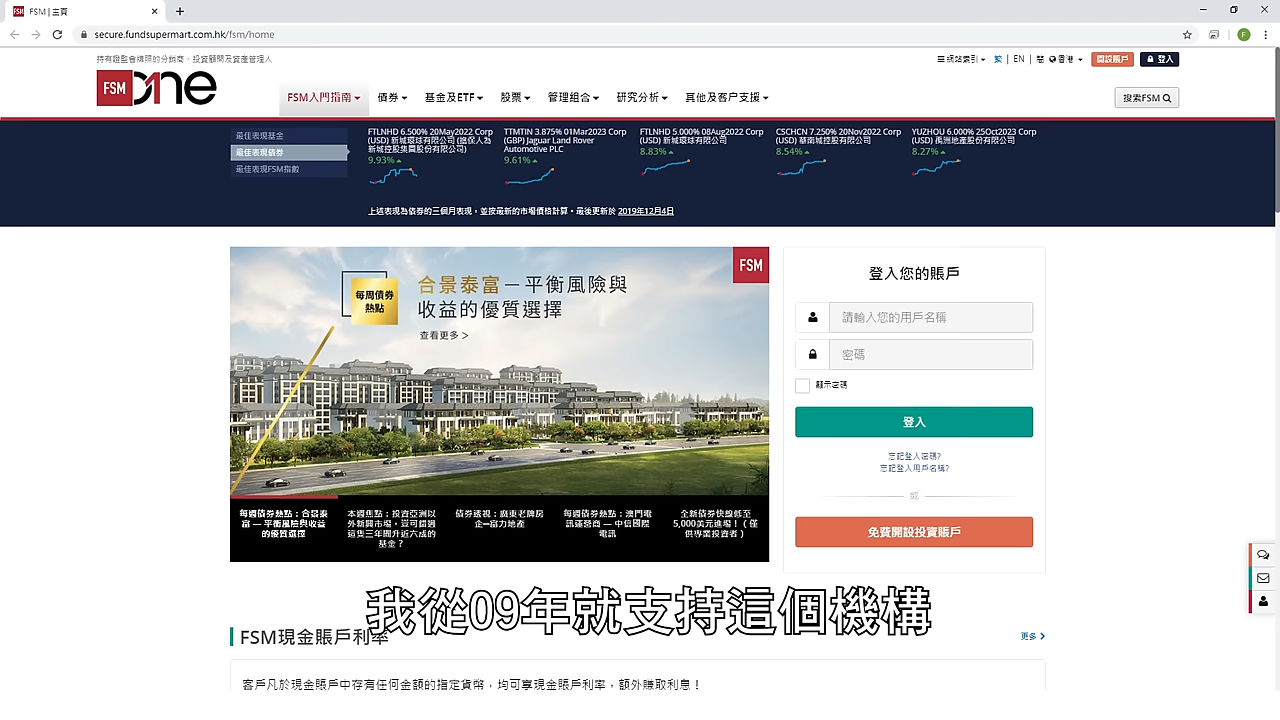 FSM FSM | 主頁
secure.fundsupermart.com.hk/fsm/home
F
持有證監會牌照的分銷商、投資顧問及資產管理人
網站索引 繁 | EN | 簡 香港 開設賬戶 登入
FSM One
FSM入門指南 債券 基金及ETF 股票 管理組合 研究分析 其他及客戶支援 搜索FSM
最佳表現基金
最佳表現債券
最佳表現FSM指數
FTLNHD 6.500% 20May2022 Corp
(USD) 新城環球有限公司 (擔保人為
新城控股集團股份有限公司)
9.93%
TTMTIN 3.875% 01Mar2023 Corp
(GBP) Jaguar Land Rover
Automotive PLC
9.61%
FTLNHD 5.000% 08Aug2022 Corp
(USD) 新城環球有限公司
8.83%
CSCHCN 7.250% 20Nov2022 Corp
(USD) 華南城控股有限公司
8.54%
YUZHOU 6.000% 25Oct2023 Corp
(USD) 禹洲地產股份有限公司
8.27%
上述表現為債券的三個月表現，並按最新的市場價格計算。最後更新於 2019年12月4日
FSM
每周債券
熱點
合景泰富 — 平衡風險與
收益的優質選擇
查看更多 >
每週債券熱點：合景泰
富 — 平衡風險與收益
的優質選擇
本週焦點：投資亞洲以
外新興市場，豈可錯過
這隻三年間升近六成的
基金？
債券透視：廣東老牌房
企—富力地產
每週債券熱點：澳門電
訊運營商 — 中信國際
電訊
全新債券快盤低至
5,000美元進場！（僅
供專業投資者）
登入您的賬戶
請輸入您的用戶名稱
密碼
顯示密碼
登入
忘記登入密碼?
忘記登入用戶名稱?
或
免費開設投資賬戶
我從09年就支持這個機構
FSM現金賬戶利率
更多
客戶凡於現金賬戶中存有任何金額的指定貨幣，均可享現金賬戶利率，額外賺取利息！